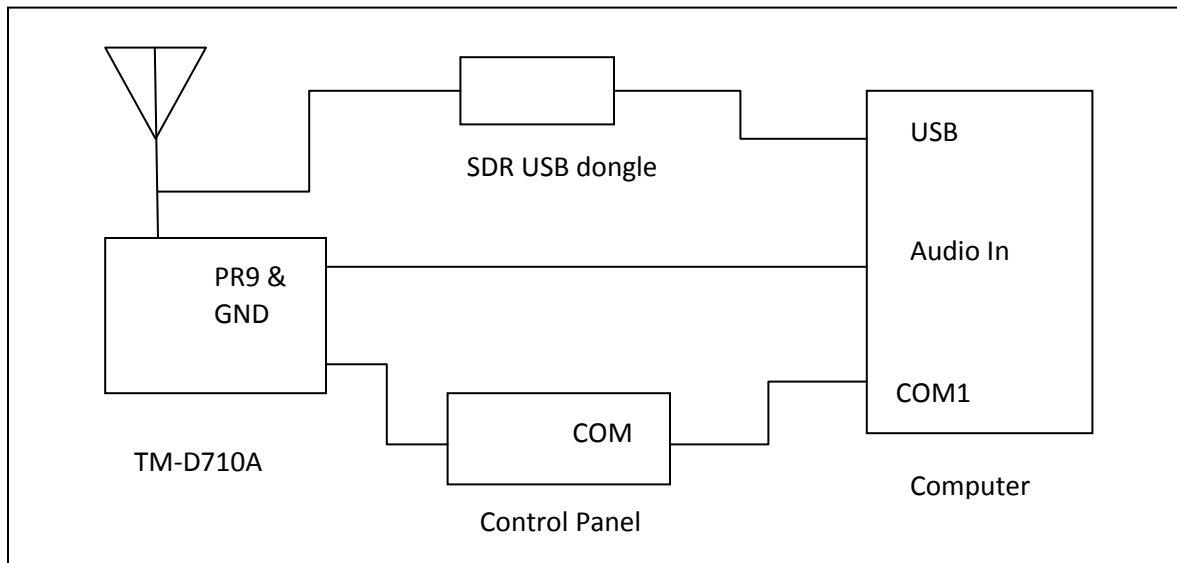 USB
SDR USB dongle
Audio In
PR9 &
GND
COM1
COM
TM-D710A
Computer
Control Panel